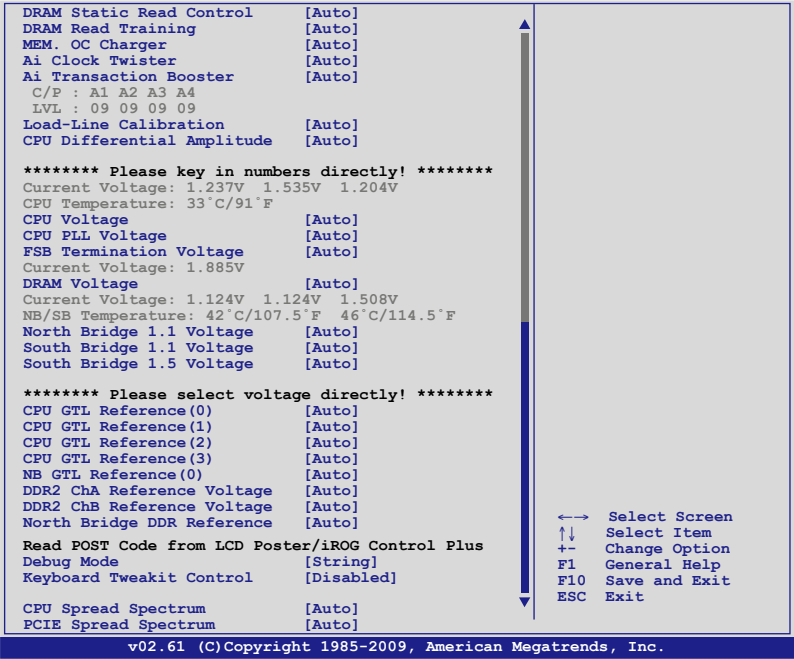 DRAM Static Read Control [Auto]
DRAM Read Training [Auto]
MEM. OC Charger [Auto]
Ai Clock Twister [Auto]
Ai Transaction Booster [Auto]
C/P : A1 A2 A3 A4
LVL : 09 09 09 09
Load-Line Calibration [Auto]
CPU Differential Amplitude [Auto]
******** Please key in numbers directly! ********
Current Voltage: 1.237V 1.535V 1.204V
CPU Temperature: 33°C/91°F
CPU Voltage [Auto]
CPU PLL Voltage [Auto]
FSB Termination Voltage [Auto]
Current Voltage: 1.885V
DRAM Voltage [Auto]
Current Voltage: 1.124V 1.124V 1.508V
NB/SB Temperature: 42°C/107.5°F 46°C/114.5°F
North Bridge 1.1 Voltage [Auto]
South Bridge 1.1 Voltage [Auto]
South Bridge 1.5 Voltage [Auto]
******** Please select voltage directly! ********
CPU GTL Reference(0) [Auto]
CPU GTL Reference(1) [Auto]
CPU GTL Reference(2) [Auto]
CPU GTL Reference(3) [Auto]
NB GTL Reference(0) [Auto]
DDR2 ChA Reference Voltage [Auto]
DDR2 ChB Reference Voltage [Auto]
North Bridge DDR Reference [Auto]
Read POST Code from LCD Poster/iROG Control Plus
Debug Mode [String]
Keyboard Tweakit Control [Disabled]
CPU Spread Spectrum [Auto]
PCIE Spread Spectrum [Auto]
←→ Select Screen
↑↓ Select Item
+- Change Option
F1 General Help
F10 Save and Exit
ESC Exit
v02.61 (C)Copyright 1985-2009, American Megatrends, Inc.